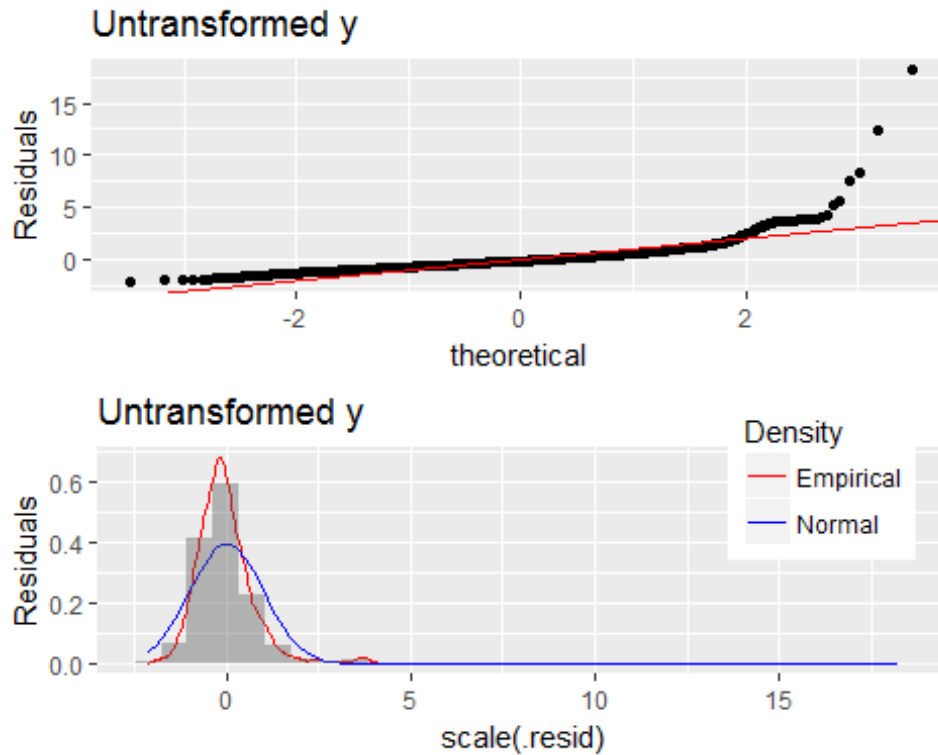 Untransformed y
Residuals
15
10
5
0
-2 0 2
theoretical
Untransformed y
Residuals
0.6
0.4
0.2
0.0
Density
Empirical
Normal
0 5 10 15
scale(.resid)